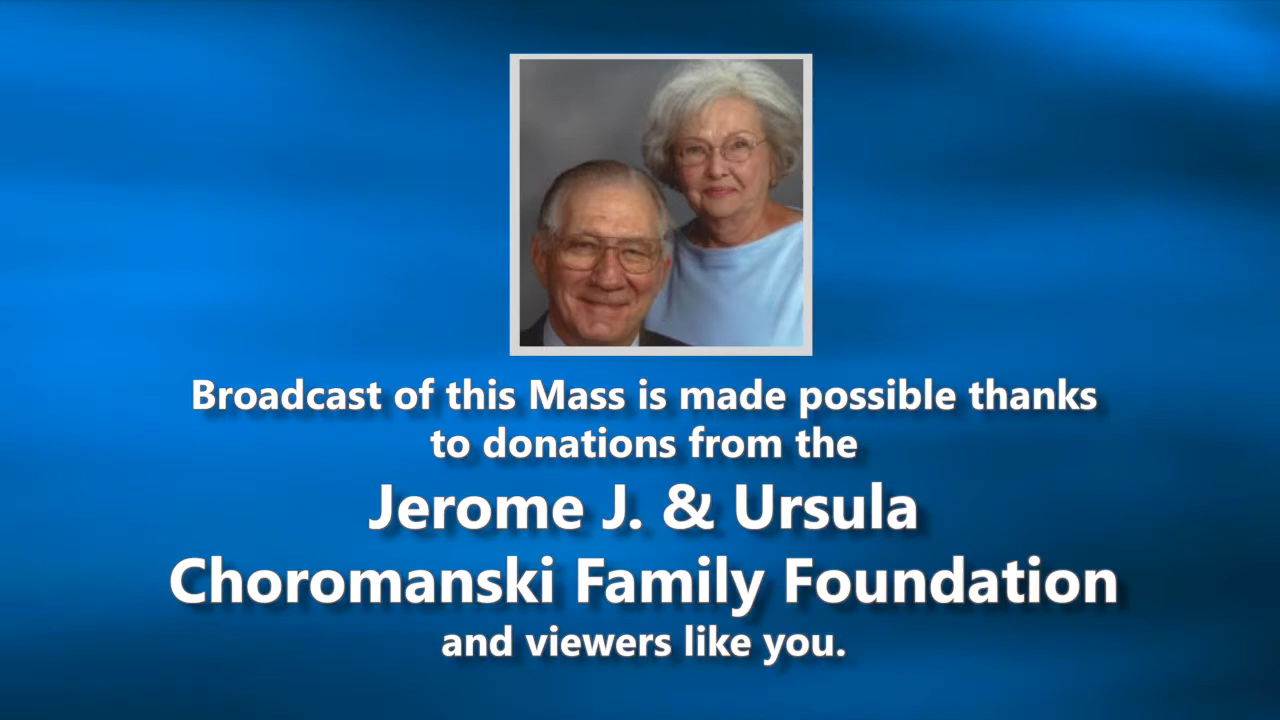 Broadcast of this Mass is made possible thanks
to donations from the
Jerome J. & Ursula
Choromanski Family Foundation
and viewers like you.